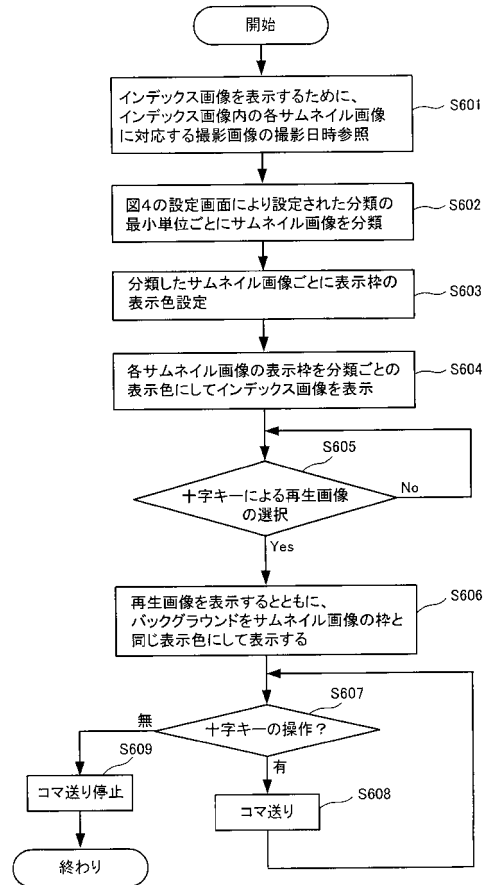 開始
インデックス画像を表示するために、
インデックス画像内の各サムネイル画像
に対応する撮影画像の撮影日時参照
S601
図4の設定画面により設定された分類の
最小単位ごとにサムネイル画像を分類
S602
分類したサムネイル画像ごとに表示枠の
表示色設定
S603
各サムネイル画像の表示枠を分類ごとの
表示色にしてインデックス画像を表示
S604
S605
十字キーによる再生画像
の選択
No
Yes
再生画像を表示するとともに、
バックグラウンドをサムネイル画像の枠と
同じ表示色にして表示する
S606
S607
十字キーの操作？
無
有
S609
コマ送り停止
コマ送り
S608
終わり